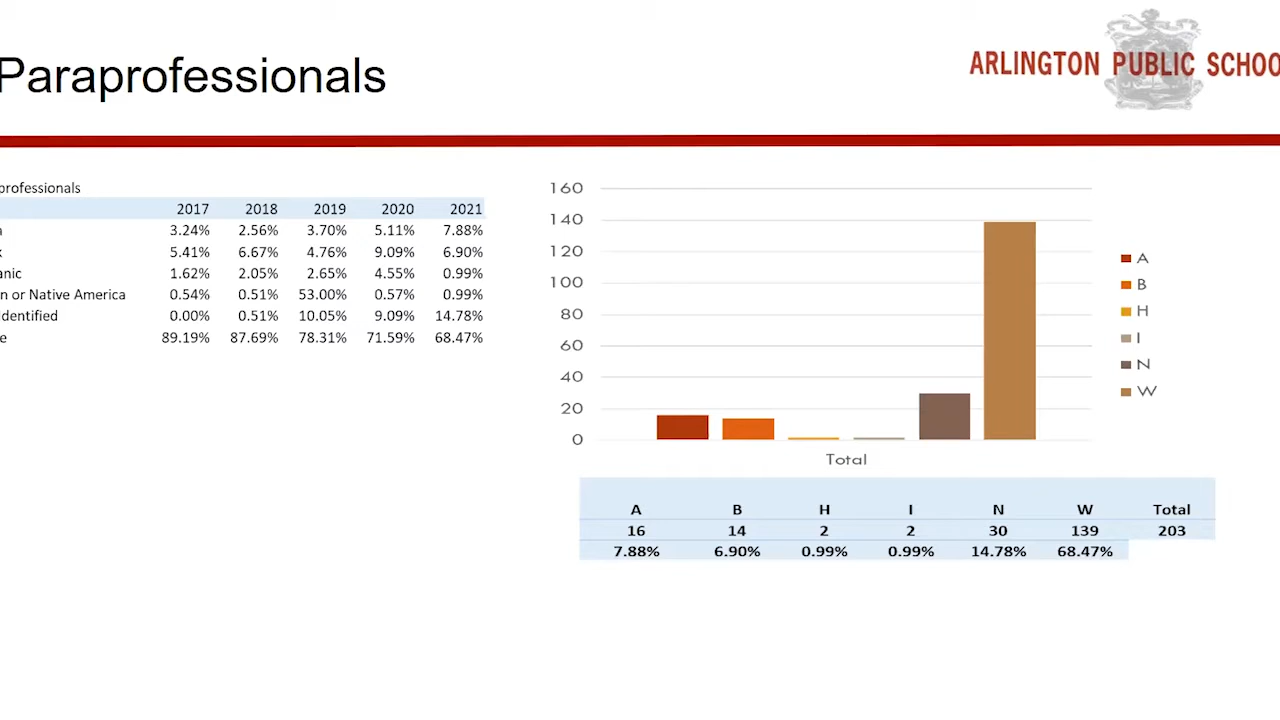 Paraprofessionals
ARLINGTON PUBLIC SCHOO
professionals
2017 2018 2019 2020 2021
a 3.24% 2.56% 3.70% 5.11% 7.88%
k 5.41% 6.67% 4.76% 9.09% 6.90%
anic 1.62% 2.05% 2.65% 4.55% 0.99%
n or Native America 0.54% 0.51% 53.00% 0.57% 0.99%
dentified 0.00% 0.51% 10.05% 9.09% 14.78%
e 89.19% 87.69% 78.31% 71.59% 68.47%
160
140
120
100
80
60
40
20
0
Total
A
B
H
I
N
W
A B H I N W Total
16 14 2 2 30 139 203
7.88% 6.90% 0.99% 0.99% 14.78% 68.47%